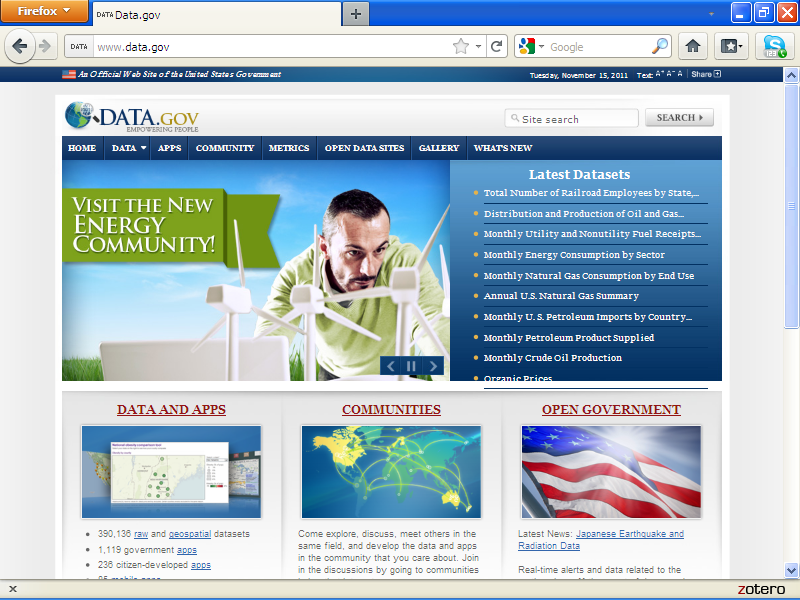 Firefox
DATA Data.gov
DATA www.data.gov
Google
123
An Official Web Site of the United States Government
Tuesday, November 15, 2011 Text: A+ A- A Share
DATA.GOV
EMPOWERING PEOPLE
Site search
SEARCH
HOME DATA APPS COMMUNITY METRICS OPEN DATA SITES GALLERY WHAT'S NEW
VISIT THE NEW
ENERGY
COMMUNITY!
Latest Datasets
Total Number of Railroad Employees by State,...
Distribution and Production of Oil and Gas...
Monthly Utility and Nonutility Fuel Receipts...
Monthly Energy Consumption by Sector
Monthly Natural Gas Consumption by End Use
Annual U.S. Natural Gas Summary
Monthly U. S. Petroleum Imports by Country...
Monthly Petroleum Product Supplied
Monthly Crude Oil Production
Organic Prices
DATA AND APPS
390,136 raw and geospatial datasets
1,119 government apps
236 citizen-developed apps
85 mobile apps
COMMUNITIES
Come explore, discuss, meet others in the
same field, and develop the data and apps
in the community that you care about. Join
in the discussions by going to communities
OPEN GOVERNMENT
Latest News: Japanese Earthquake and
Radiation Data
Real-time alerts and data related to the
zotero